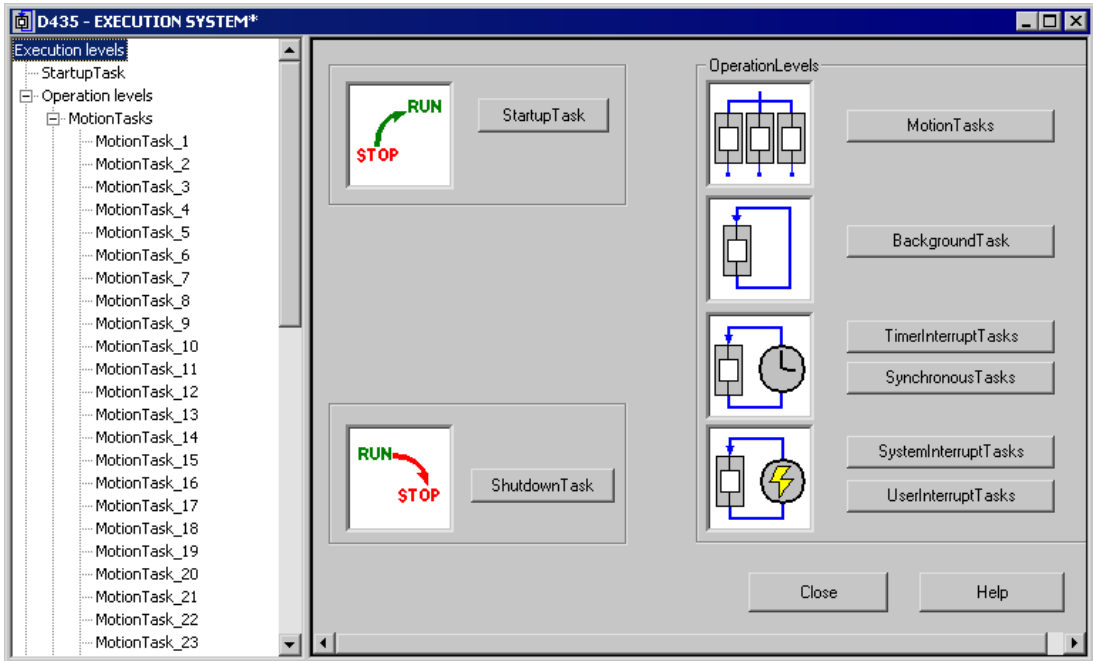 D435 - EXECUTION SYSTEM*
Execution levels
StartupTask
Operation levels
MotionTasks
MotionTask_1
MotionTask_2
MotionTask_3
MotionTask_4
MotionTask_5
MotionTask_6
MotionTask_7
MotionTask_8
MotionTask_9
MotionTask_10
MotionTask_11
MotionTask_12
MotionTask_13
MotionTask_14
MotionTask_15
MotionTask_16
MotionTask_17
MotionTask_18
MotionTask_19
MotionTask_20
MotionTask_21
MotionTask_22
MotionTask_23
RUN
STOP
StartupTask
RUN
STOP
ShutdownTask
OperationLevels
MotionTasks
BackgroundTask
TimerInterruptTasks
SynchronousTasks
SystemInterruptTasks
UserInterruptTasks
Close
Help